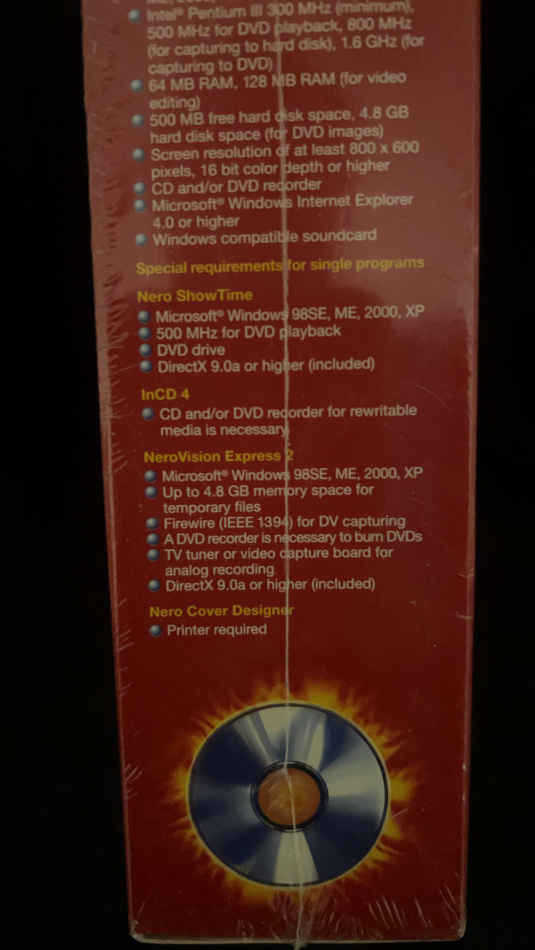 Intel® Pentium III 300 MHz (minimum),
500 MHz for DVD playback, 800 MHz
(for capturing to hard disk), 1.6 GHz (for
capturing to DVD)
64 MB RAM, 128 MB RAM (for video
editing)
500 MB free hard disk space, 4.8 GB
hard disk space (for DVD images)
Screen resolution of at least 800 x 600
pixels, 16 bit color depth or higher
CD and/or DVD recorder
Microsoft® Windows Internet Explorer
4.0 or higher
Windows compatible soundcard
Special requirements for single programs
Nero ShowTime
Microsoft® Windows 98SE, ME, 2000, XP
500 MHz for DVD playback
DVD drive
DirectX 9.0a or higher (included)
InCD 4
CD and/or DVD recorder for rewritable
media is necessary
NeroVision Express 2
Microsoft® Windows 98SE, ME, 2000, XP
Up to 4.8 GB memory space for
temporary files
Firewire (IEEE 1394) for DV capturing
A DVD recorder is necessary to burn DVDs
TV tuner or video capture board for
analog recording.
DirectX 9.0a or higher (included)
Nero Cover Designer
Printer required